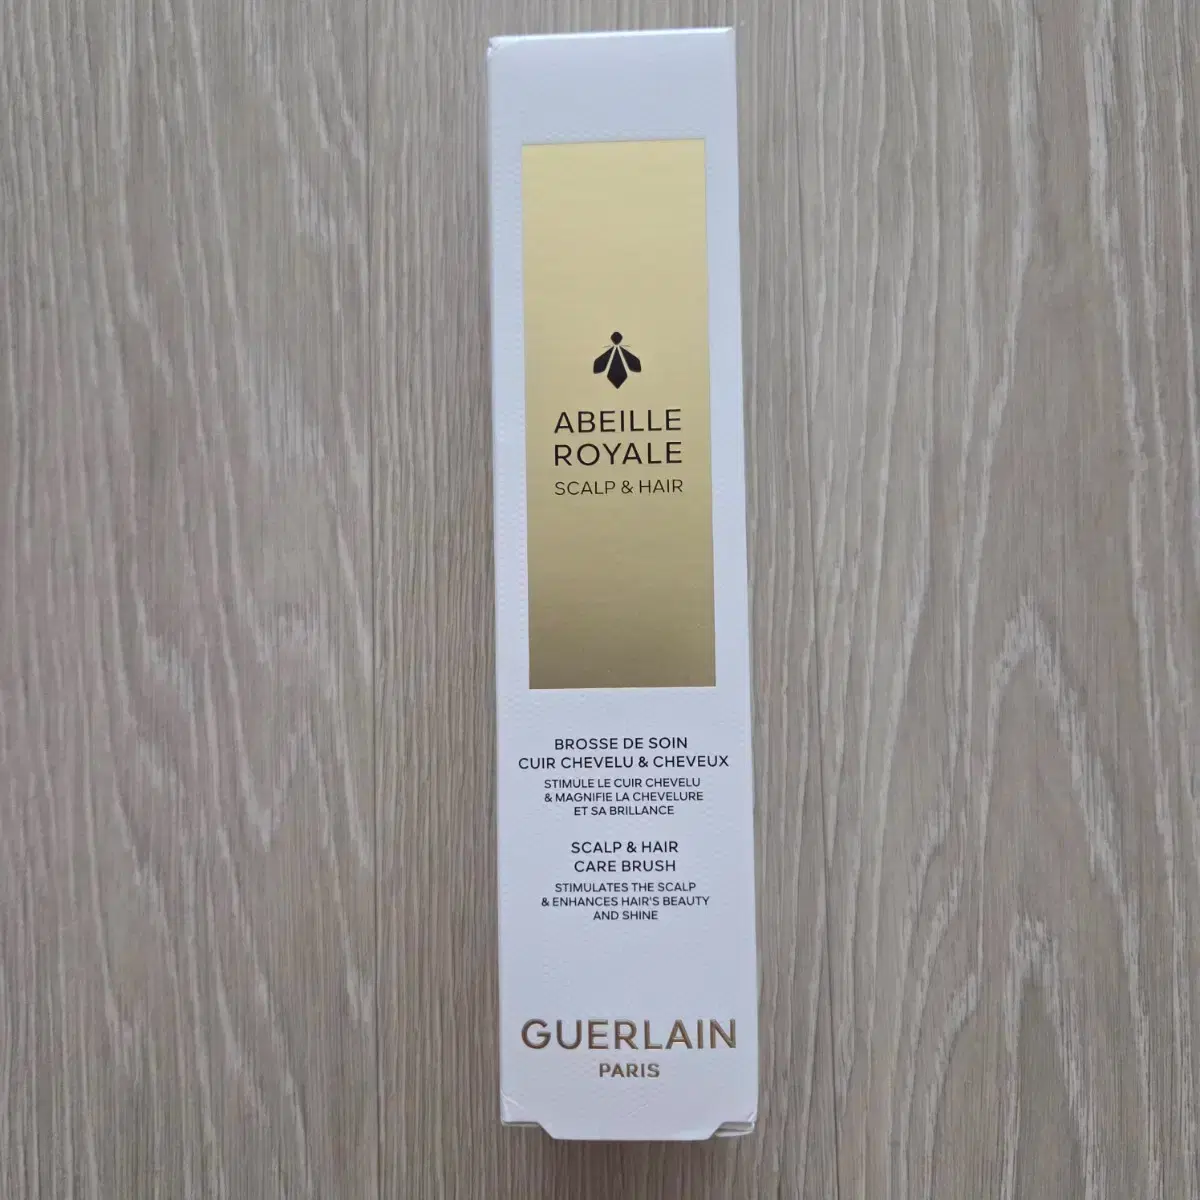 ABEILLE
ROYALE
SCALP & HAIR
BROSSE DE SOIN
CUIR CHEVELU & CHEVEUX
STIMULE LE CUIR CHEVELU
& MAGNIFIE LA CHEVELURE
ET SA BRILLANCE
SCALP & HAIR
CARE BRUSH
STIMULATES THE SCALP
& ENHANCES HAIR'S BEAUTY
AND SHINE
GUERLAIN
PARIS